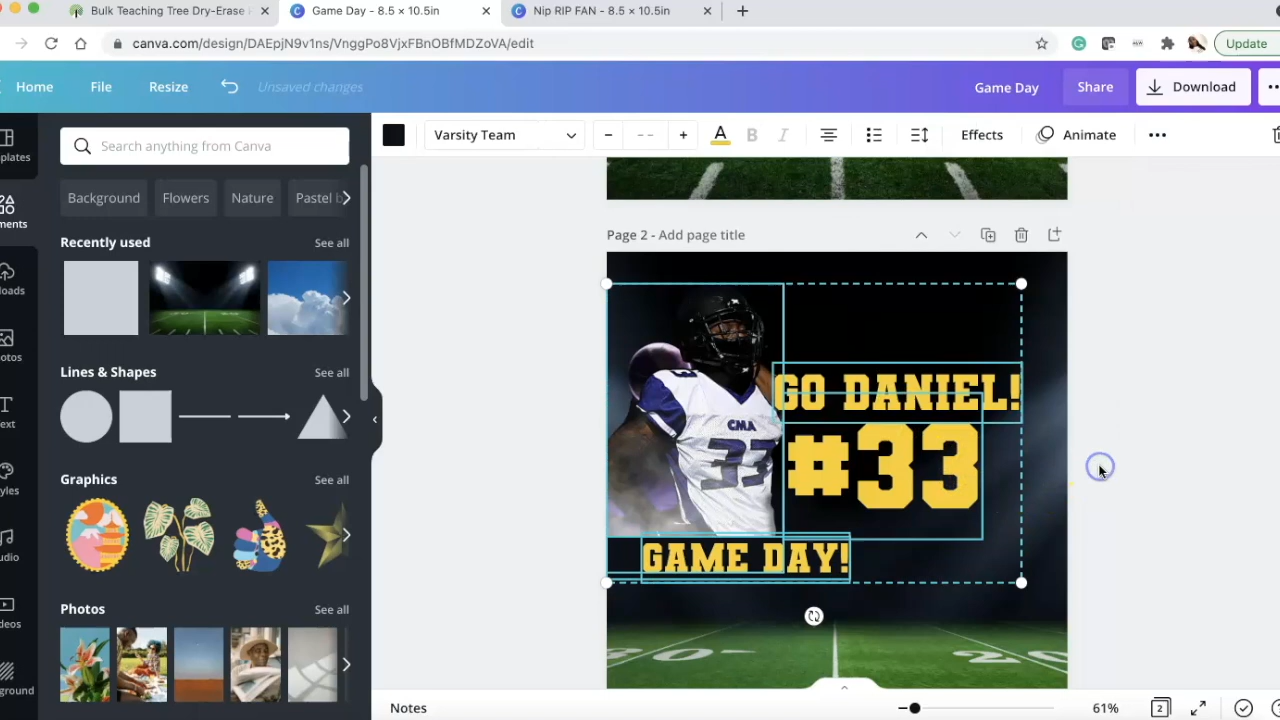 Bulk Teaching Tree Dry-Erase
Game Day - 8.5 × 10.5in
Nip RIP FAN - 8.5 × 10.5in
canva.com/design/DAEpjN9v1ns/VnggPo8VjxFBnOBfMDZoVA/edit
Update
Home
File
Resize
Unsaved changes
Game Day
Share
Download
Varsity Team
B
I
A
Effects
Animate
Search anything from Canva
Background
Flowers
Nature
Pastel
Recently used
See all
Lines & Shapes
See all
Graphics
See all
Photos
See all
Page 2 - Add page title
GO DANIEL!
#33
CMA
33
GAME DAY!
Notes
61%
2